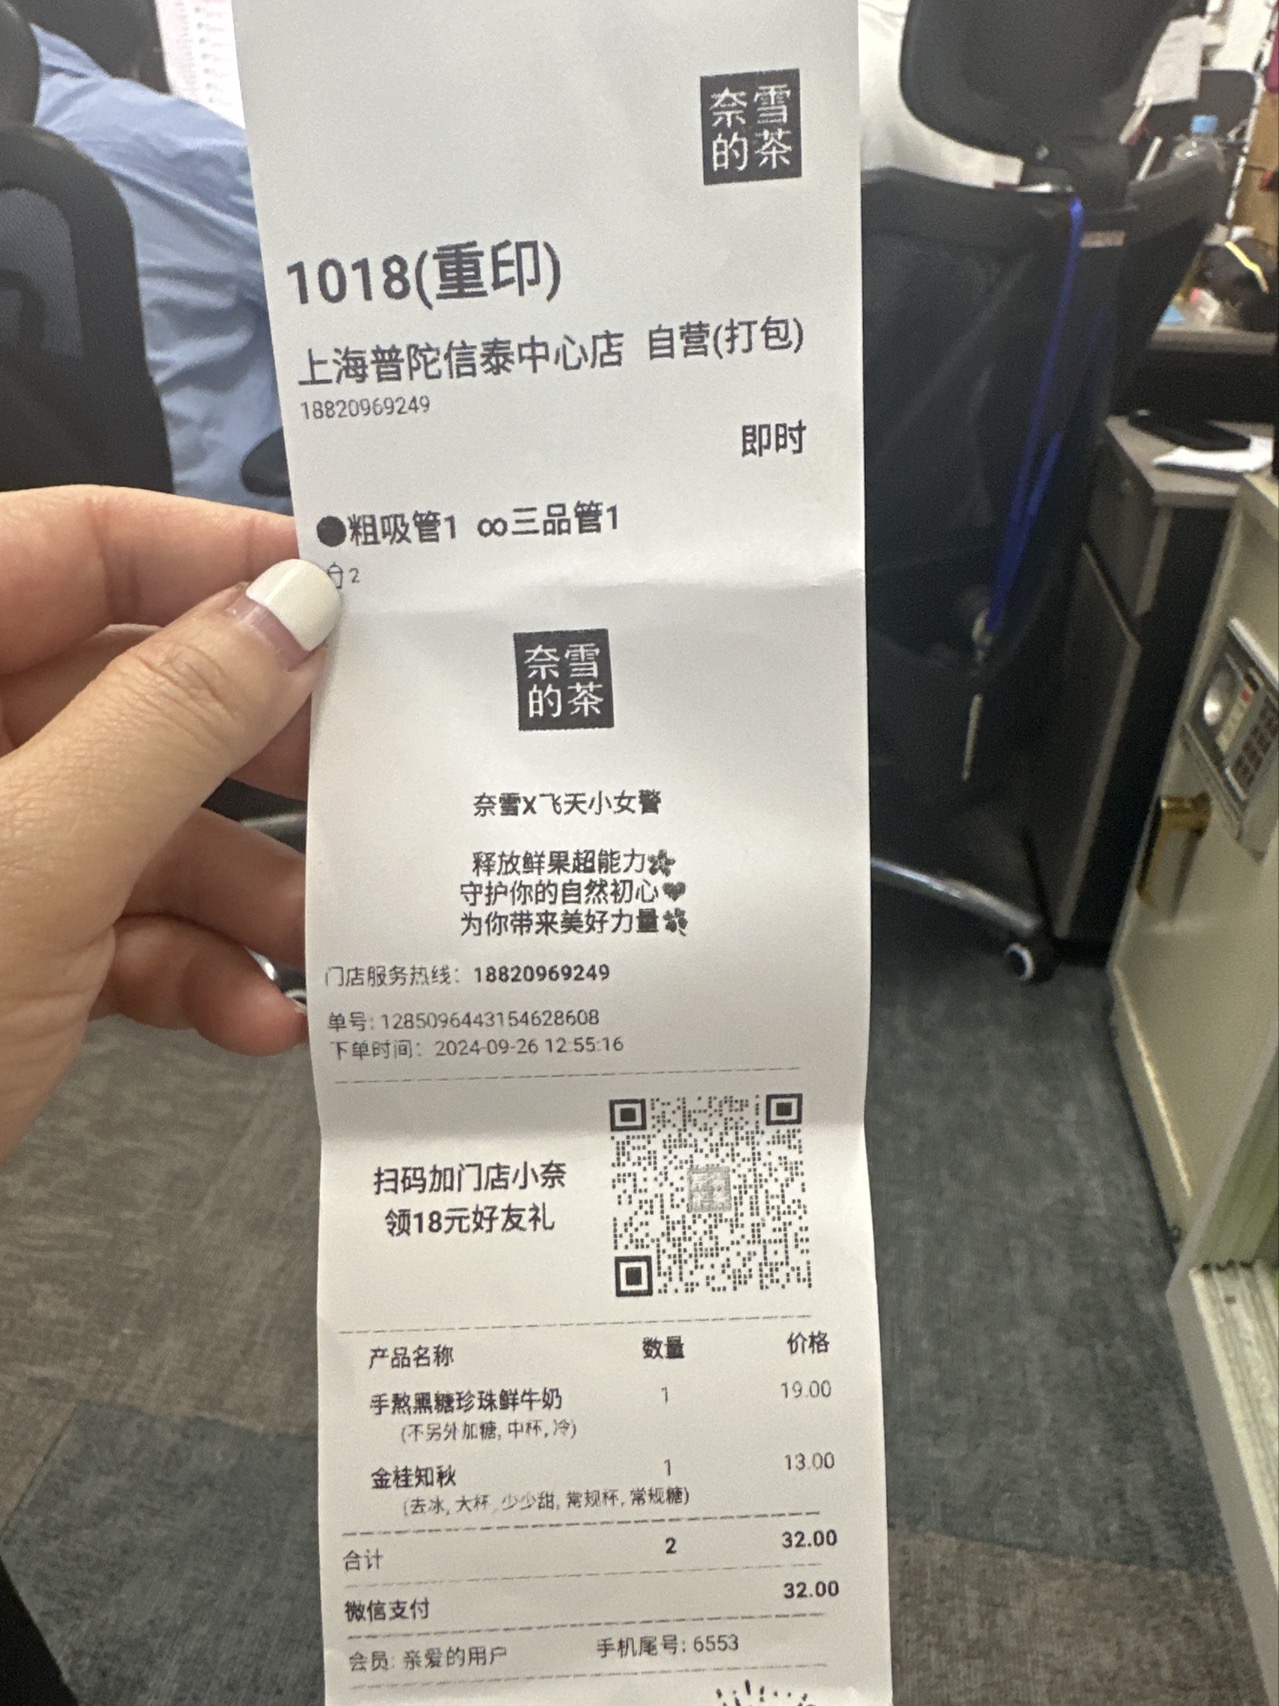 奈雪
的茶
1018(重印)
上海普陀信泰中心店 自营(打包)
18820969249
即时
●粗吸管1 ∞三品管1
2
奈雪
的茶
奈雪X飞天小女警
释放鲜果超能力
守护你的自然初心
为你带来美好力量
门店服务热线：18820969249
单号: 1285096443154628608
下单时间：2024-09-26 12:55:16
扫码加门店小奈
领18元好友礼
产品名称 数量 价格
手熬黑糖珍珠鲜牛奶 1 19.00
(不另外加糖, 中杯, 冷)
金桂知秋 1 13.00
(去冰, 大杯, 少少甜, 常规杯, 常规糖)
合计 2 32.00
微信支付 32.00
会员: 亲爱的用户 手机尾号: 6553